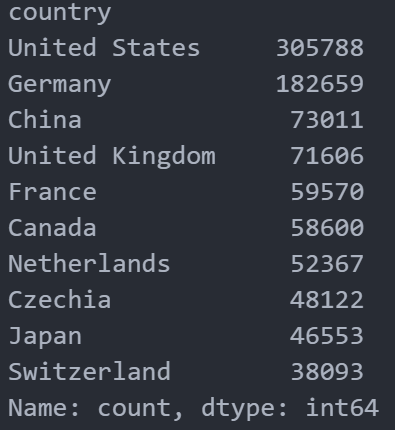 country
United States     305788
Germany           182659
China              73011
United Kingdom     71606
France             59570
Canada             58600
Netherlands        52367
Czechia            48122
Japan              46553
Switzerland        38093
Name: count, dtype: int64